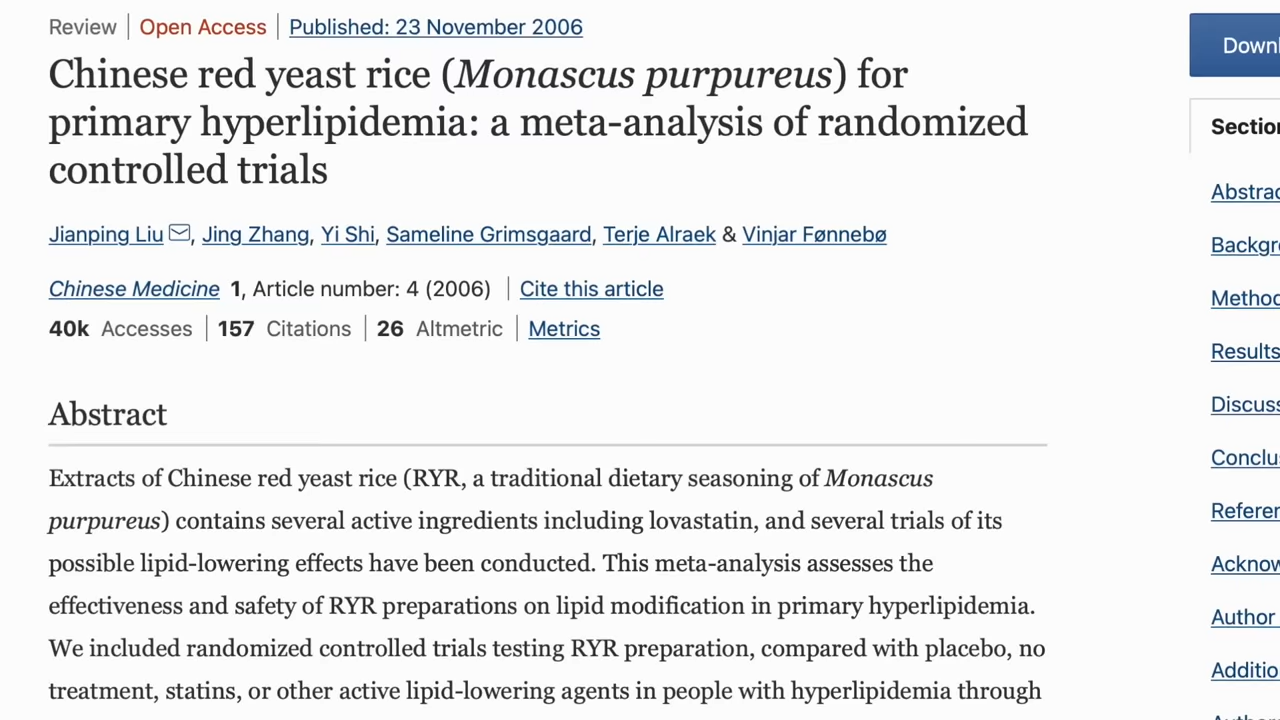 Review | Open Access | Published: 23 November 2006
Chinese red yeast rice (Monascus purpureus) for
primary hyperlipidemia: a meta-analysis of randomized
controlled trials
Jianping Liu, Jing Zhang, Yi Shi, Sameline Grimsgaard, Terje Alraek & Vinjar Fønnebø
Chinese Medicine 1, Article number: 4 (2006) | Cite this article
40k Accesses | 157 Citations | 26 Altmetric | Metrics
Abstract
Extracts of Chinese red yeast rice (RYR, a traditional dietary seasoning of Monascus
purpureus) contains several active ingredients including lovastatin, and several trials of its
possible lipid-lowering effects have been conducted. This meta-analysis assesses the
effectiveness and safety of RYR preparations on lipid modification in primary hyperlipidemia.
We included randomized controlled trials testing RYR preparation, compared with placebo, no
treatment, statins, or other active lipid-lowering agents in people with hyperlipidemia through
Downl
Section
Abstrac
Backgr
Method
Results
Discuss
Conclu
Referen
Acknow
Author
Additio